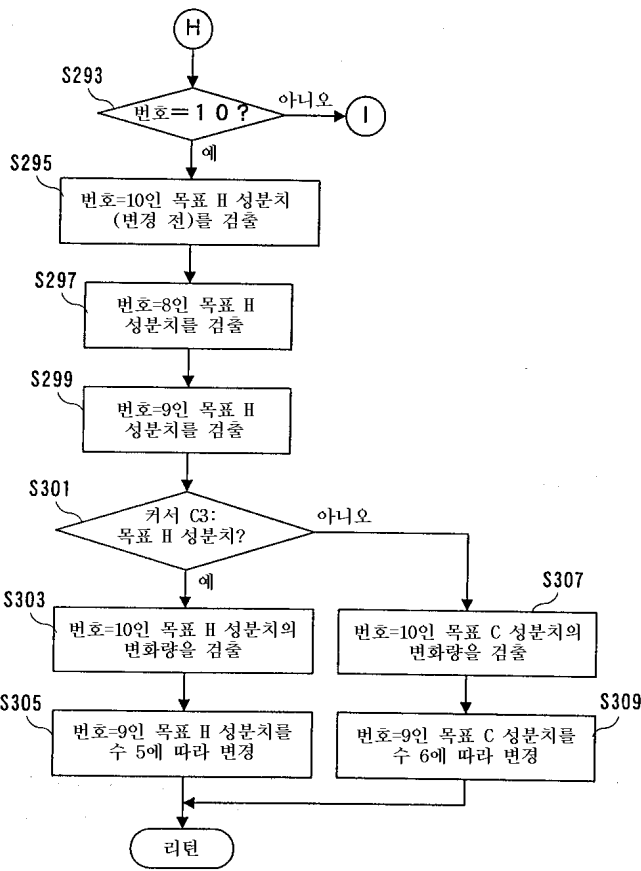 H
S293
번호=10?
아니오
I
예
S295
번호=10인 목표 H 성분치
(변경 전)를 검출
S297
번호=8인 목표 H
성분치를 검출
S299
번호=9인 목표 H
성분치를 검출
S301
커서 C3:
목표 H 성분치?
아니오
예
S303
번호=10인 목표 H 성분치의
변화량을 검출
S307
번호=10인 목표 C 성분치의
변화량을 검출
S305
번호=9인 목표 H 성분치를
수 5에 따라 변경
S309
번호=9인 목표 C 성분치를
수 6에 따라 변경
리턴